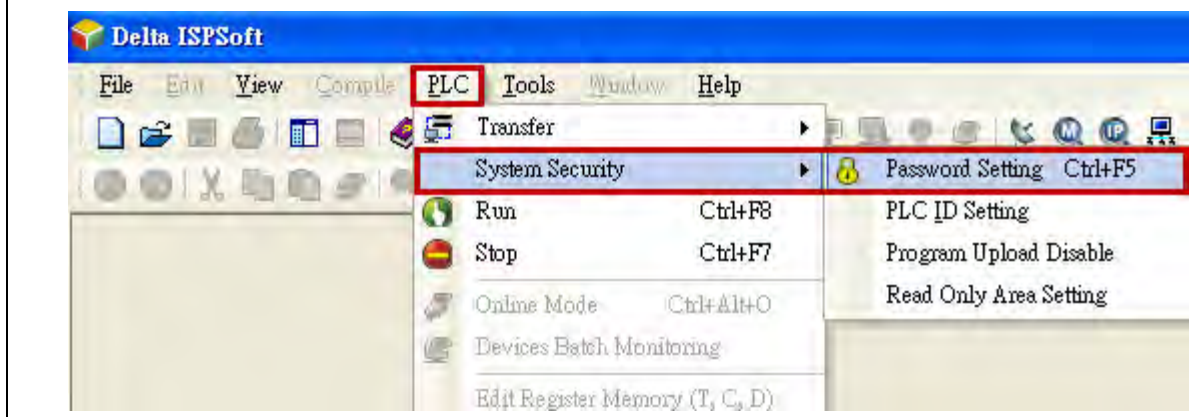 Delta ISPSoft
File Edit View Compile PLC Tools Window Help
Transfer
System Security
Password Setting Ctrl+F5
Run Ctrl+F8
PLC ID Setting
Stop Ctrl+F7
Program Upload Disable
Read Only Area Setting
Online Mode Ctrl+Alt+O
Devices Batch Monitoring
Edit Register Memory (T, C, D)